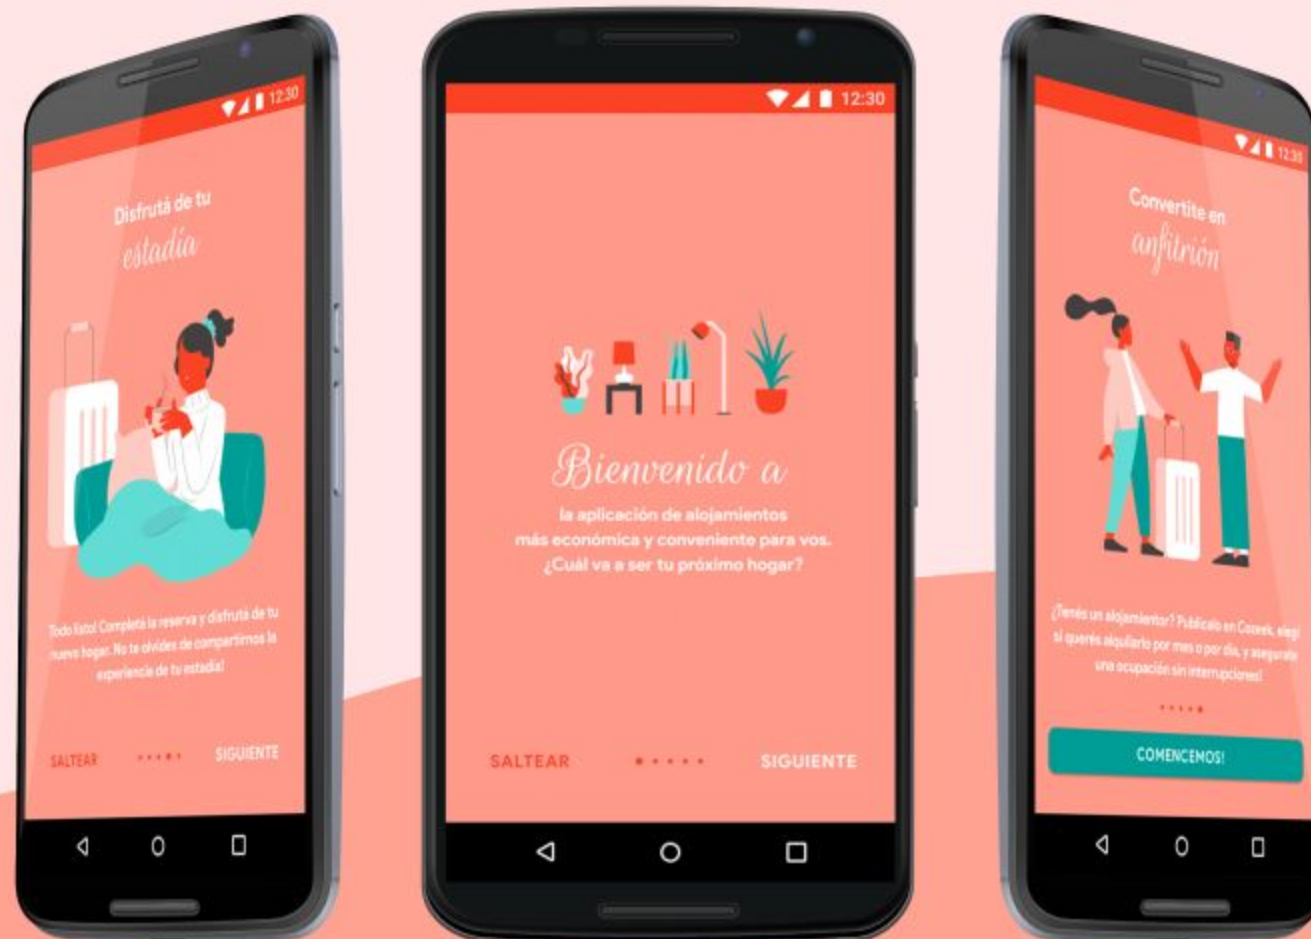 12:30
Disfrutá de tu
estadía
Todo listo! Completá la reserva y disfrutá de tu
nuevo hogar. No te olvides de compartirnos la
experiencia de tu estadía!
SALTEAR
SIGUIENTE
12:30
Bienvenido a
la aplicación de alojamientos
más económica y conveniente para vos.
¿Cuál va a ser tu próximo hogar?
SALTEAR
SIGUIENTE
12:30
Convertite en
anfitrión
¿Tenés un alojamientor? Publicalo en Cozeek, elegí
si querés alquilarlo por mes o por día, y asegurate
una ocupación sin interrupciones!
COMENCEMOS!